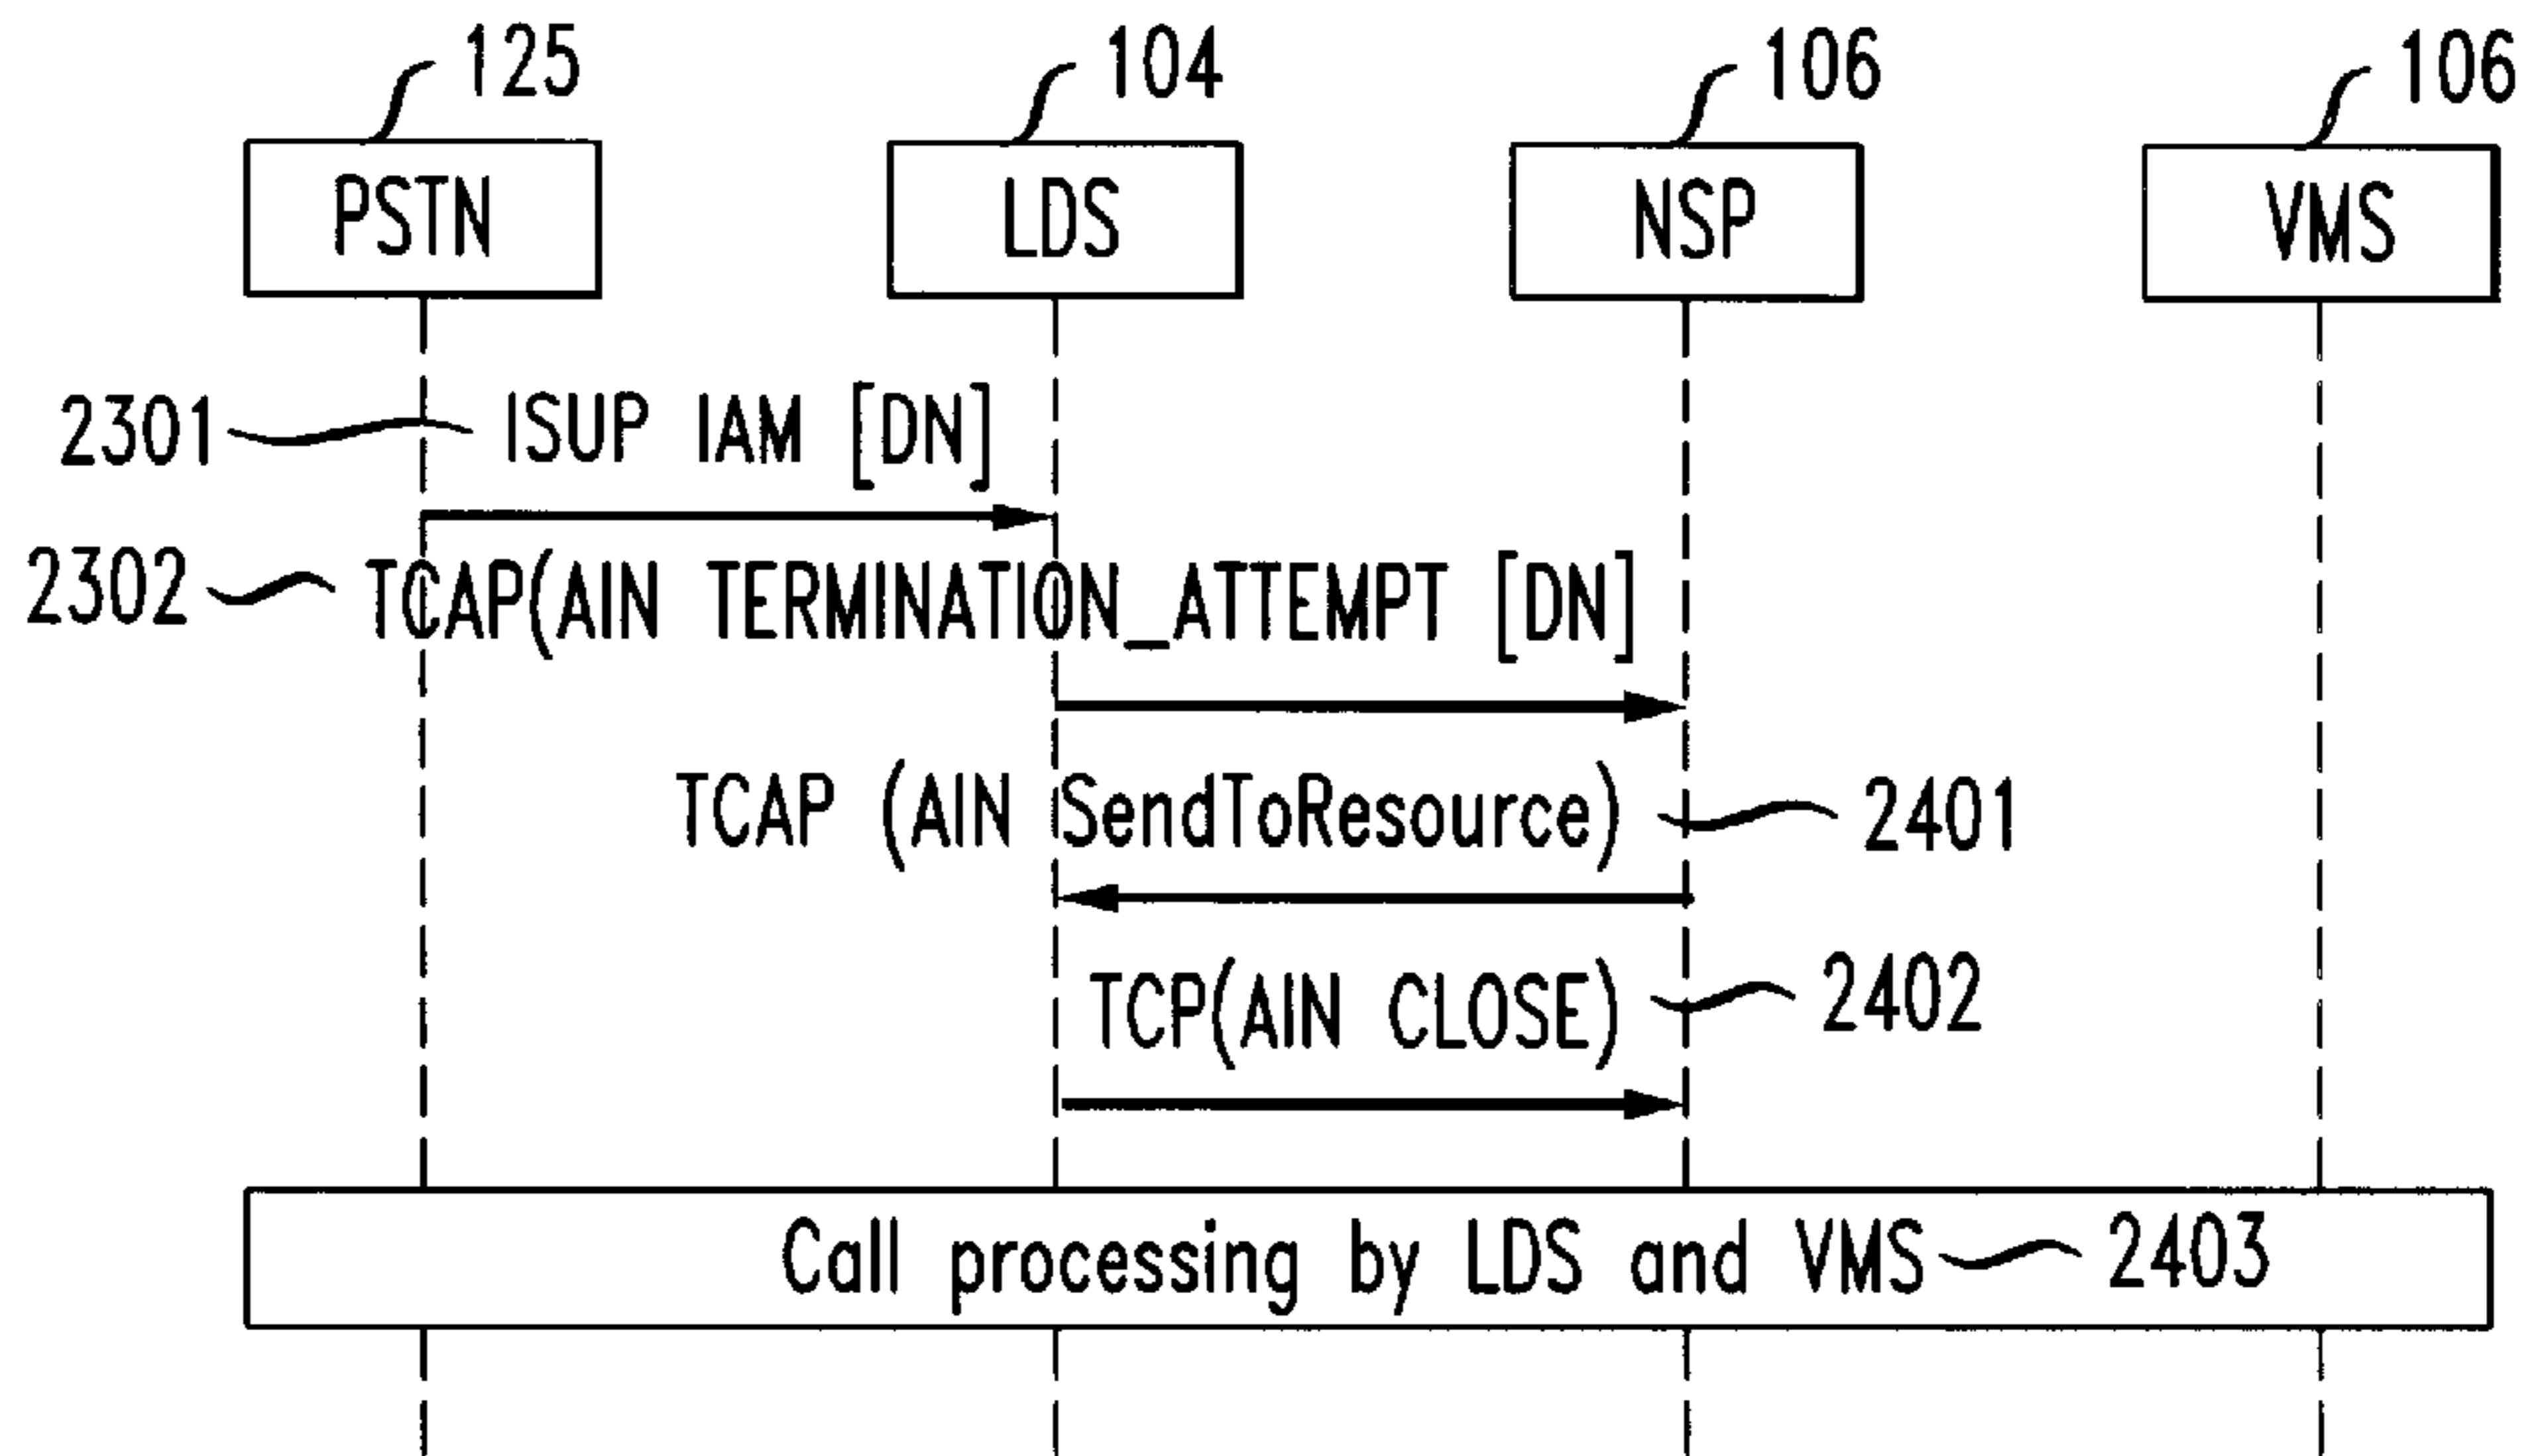 125 104 106 106
PSTN LDS NSP VMS
2301 ISUP IAM [DN]
2302 TCAP(AIN TERMINATION_ATTEMPT [DN]
TCAP (AIN SendToResource) 2401
TCP(AIN CLOSE) 2402
Call processing by LDS and VMS 2403